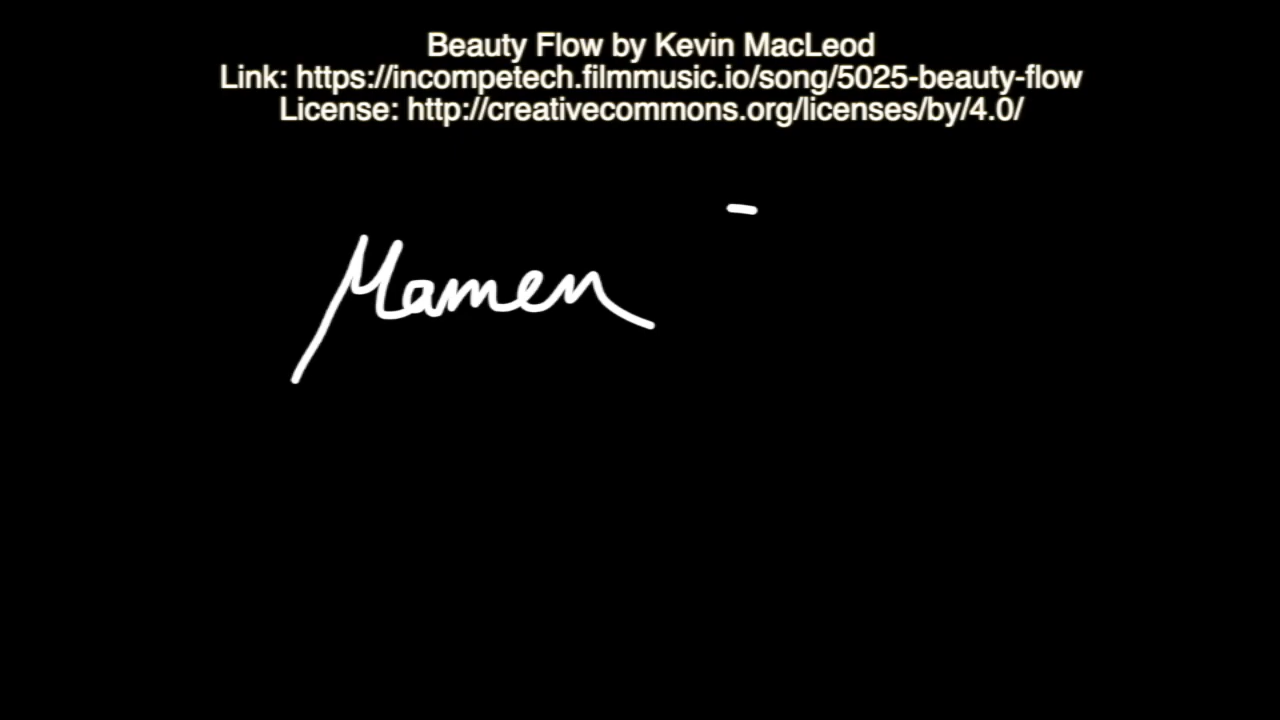 Beauty Flow by Kevin MacLeod
Link: https://incompetech.filmmusic.io/song/5025-beauty-flow
License: http://creativecommons.org/licenses/by/4.0/
Mamen